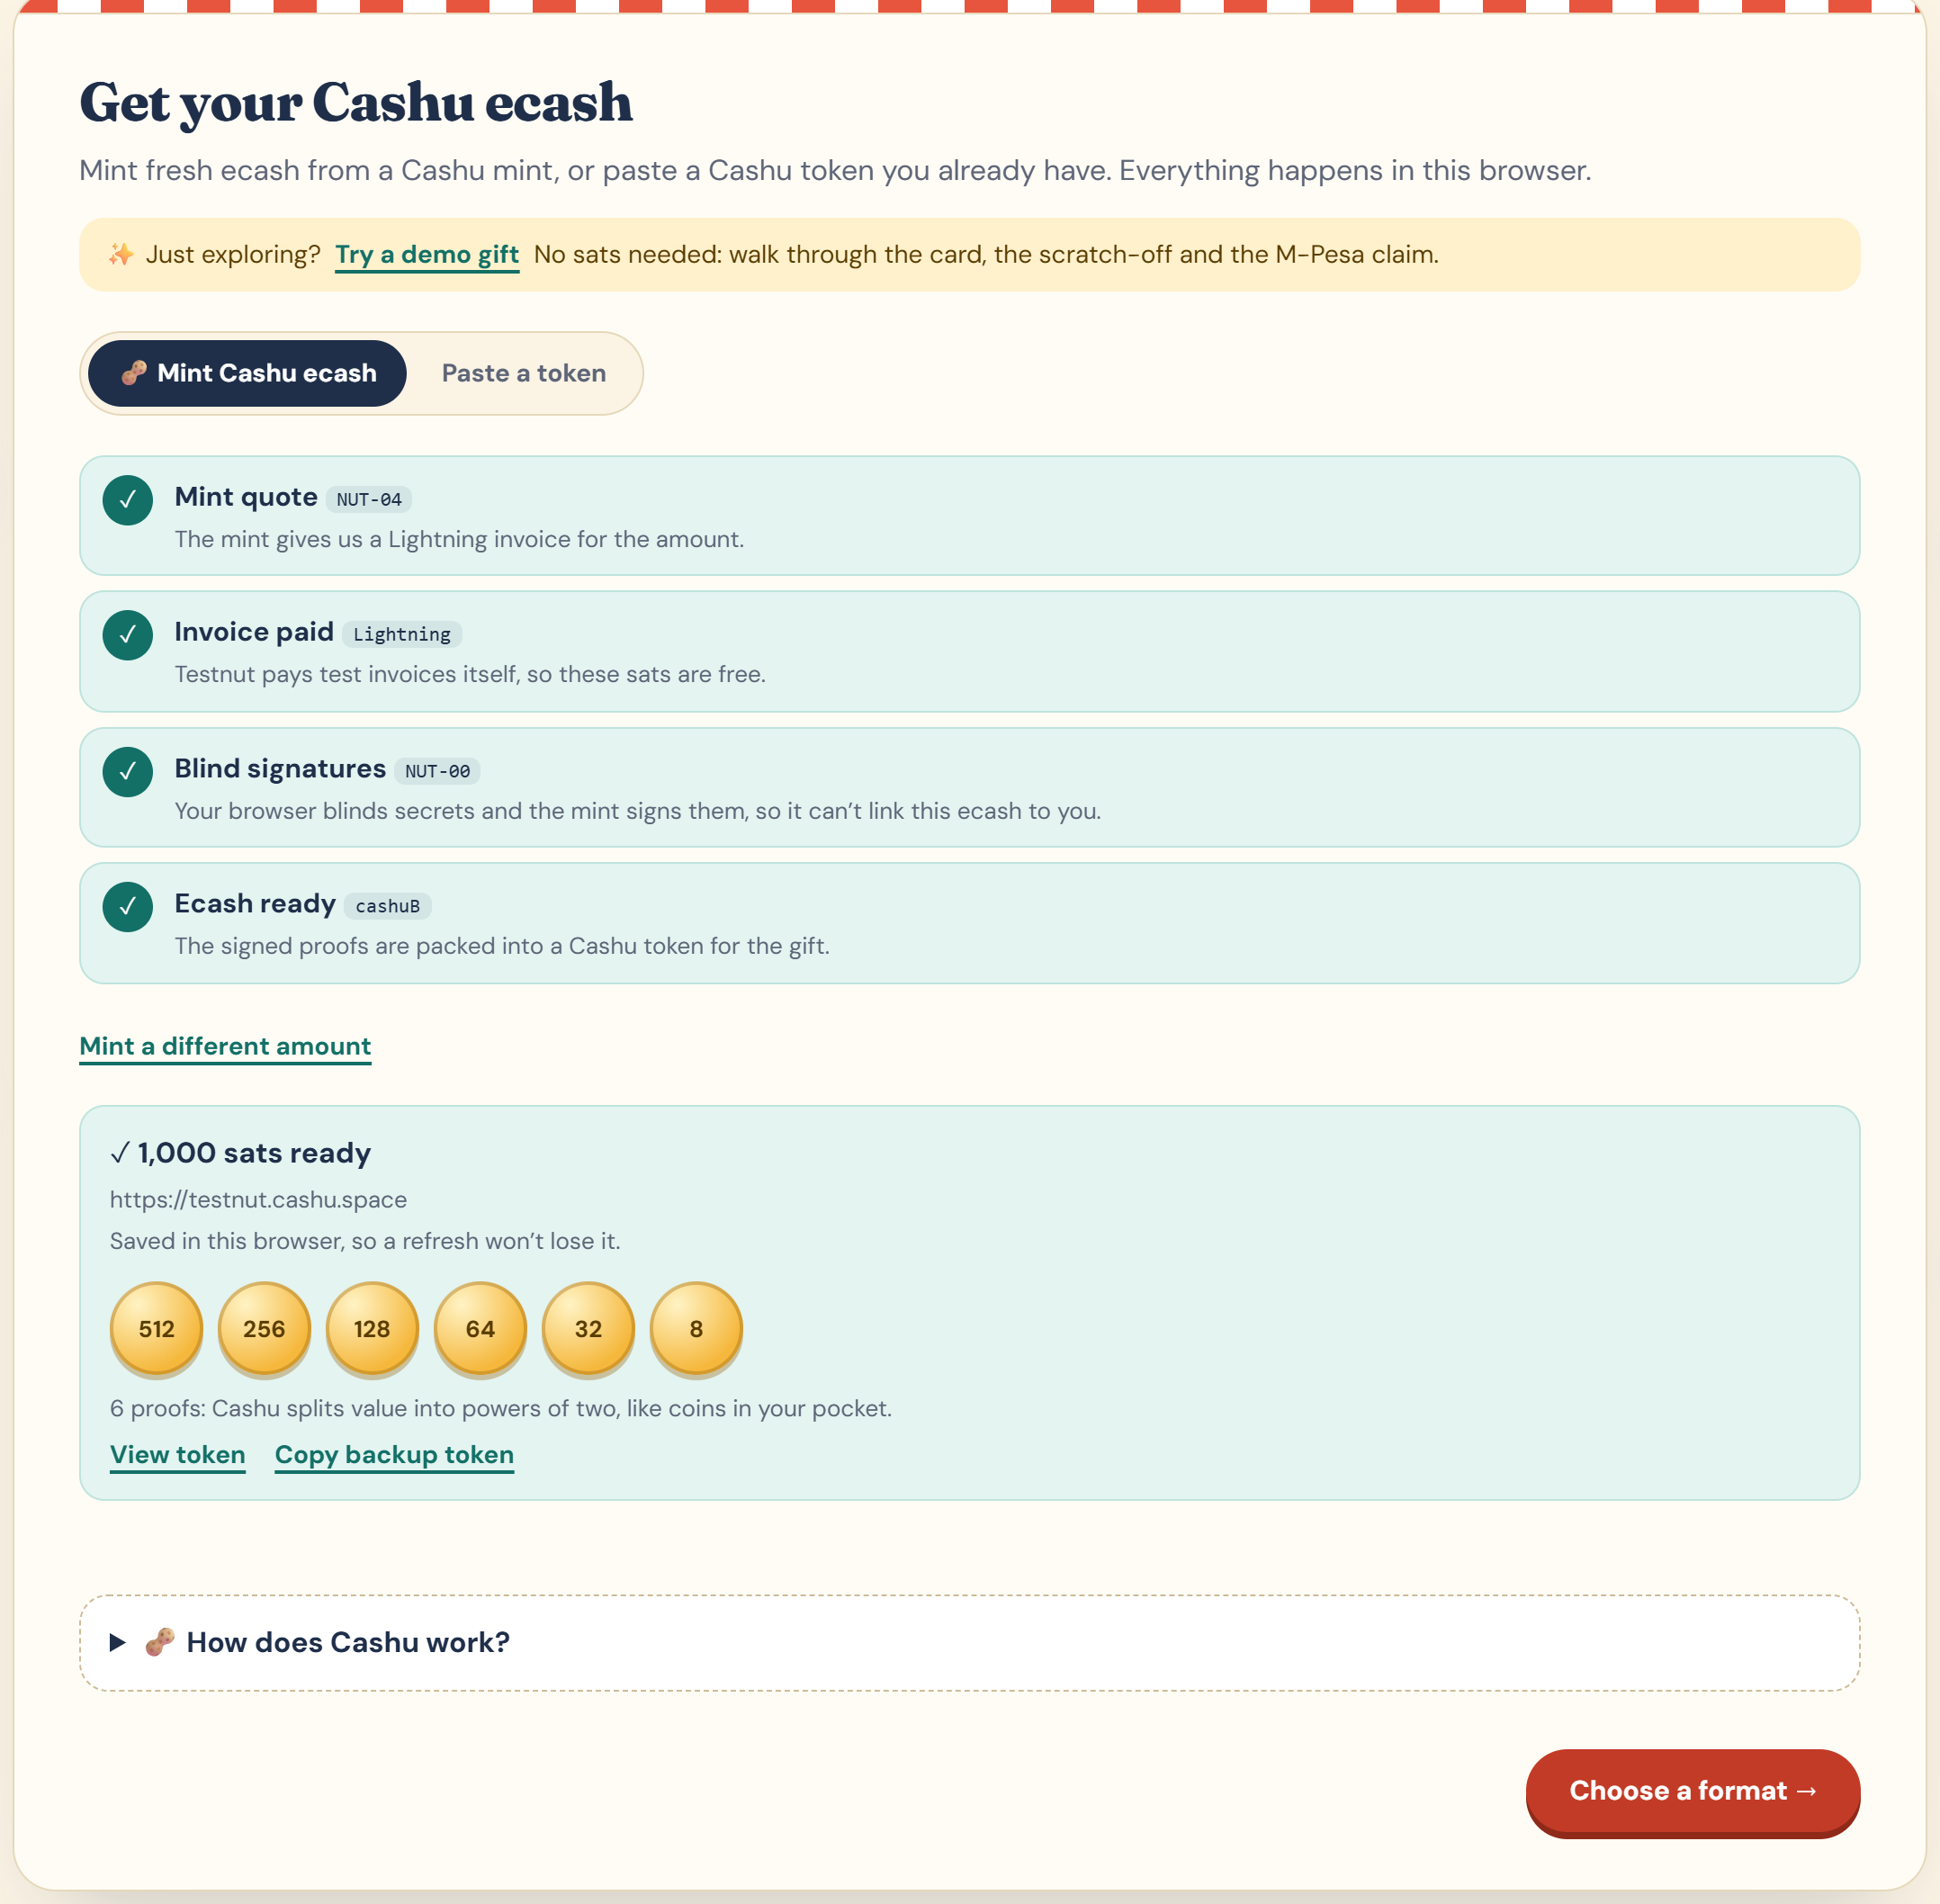 Get your Cashu ecash
Mint fresh ecash from a Cashu mint, or paste a Cashu token you already have. Everything happens in this browser.
✨ Just exploring? Try a demo gift No sats needed: walk through the card, the scratch-off and the M-Pesa claim.
🥜 Mint Cashu ecash Paste a token
✓ Mint quote NUT-04
The mint gives us a Lightning invoice for the amount.
✓ Invoice paid Lightning
Testnut pays test invoices itself, so these sats are free.
✓ Blind signatures NUT-00
Your browser blinds secrets and the mint signs them, so it can’t link this ecash to you.
✓ Ecash ready cashuB
The signed proofs are packed into a Cashu token for the gift.
Mint a different amount
✓ 1,000 sats ready
https://testnut.cashu.space
Saved in this browser, so a refresh won’t lose it.
512 256 128 64 32 8
6 proofs: Cashu splits value into powers of two, like coins in your pocket.
View token Copy backup token
▶ 🥜 How does Cashu work?
Choose a format →